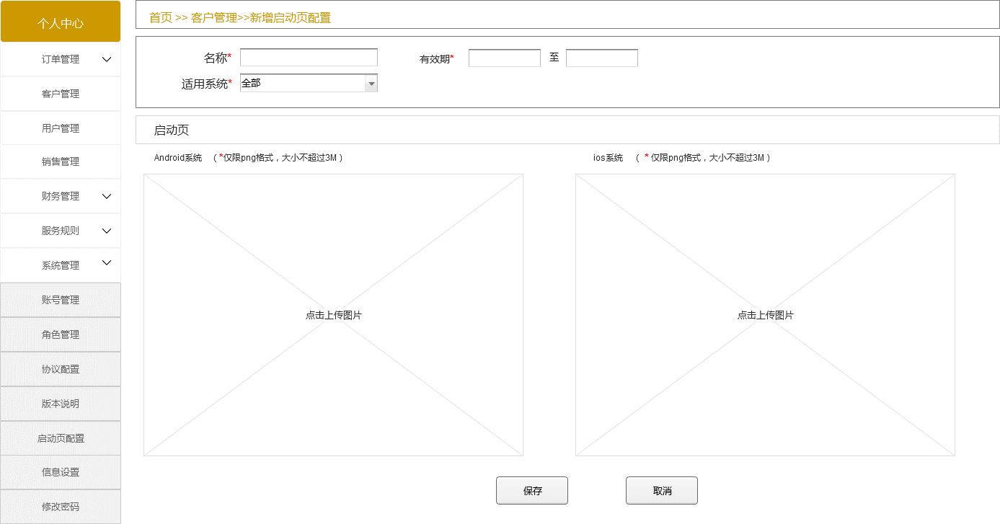 个人中心
订单管理
客户管理
用户管理
销售管理
财务管理
服务规则
系统管理
账号管理
角色管理
协议配置
版本说明
启动页配置
信息设置
修改密码
首页 >> 客户管理>>新增启动页配置
名称* 有效期* 至
适用系统* 全部
启动页
Android系统 （*仅限png格式，大小不超过3M） ios系统 （ * 仅限png格式，大小不超过3M）
点击上传图片 点击上传图片
保存 取消